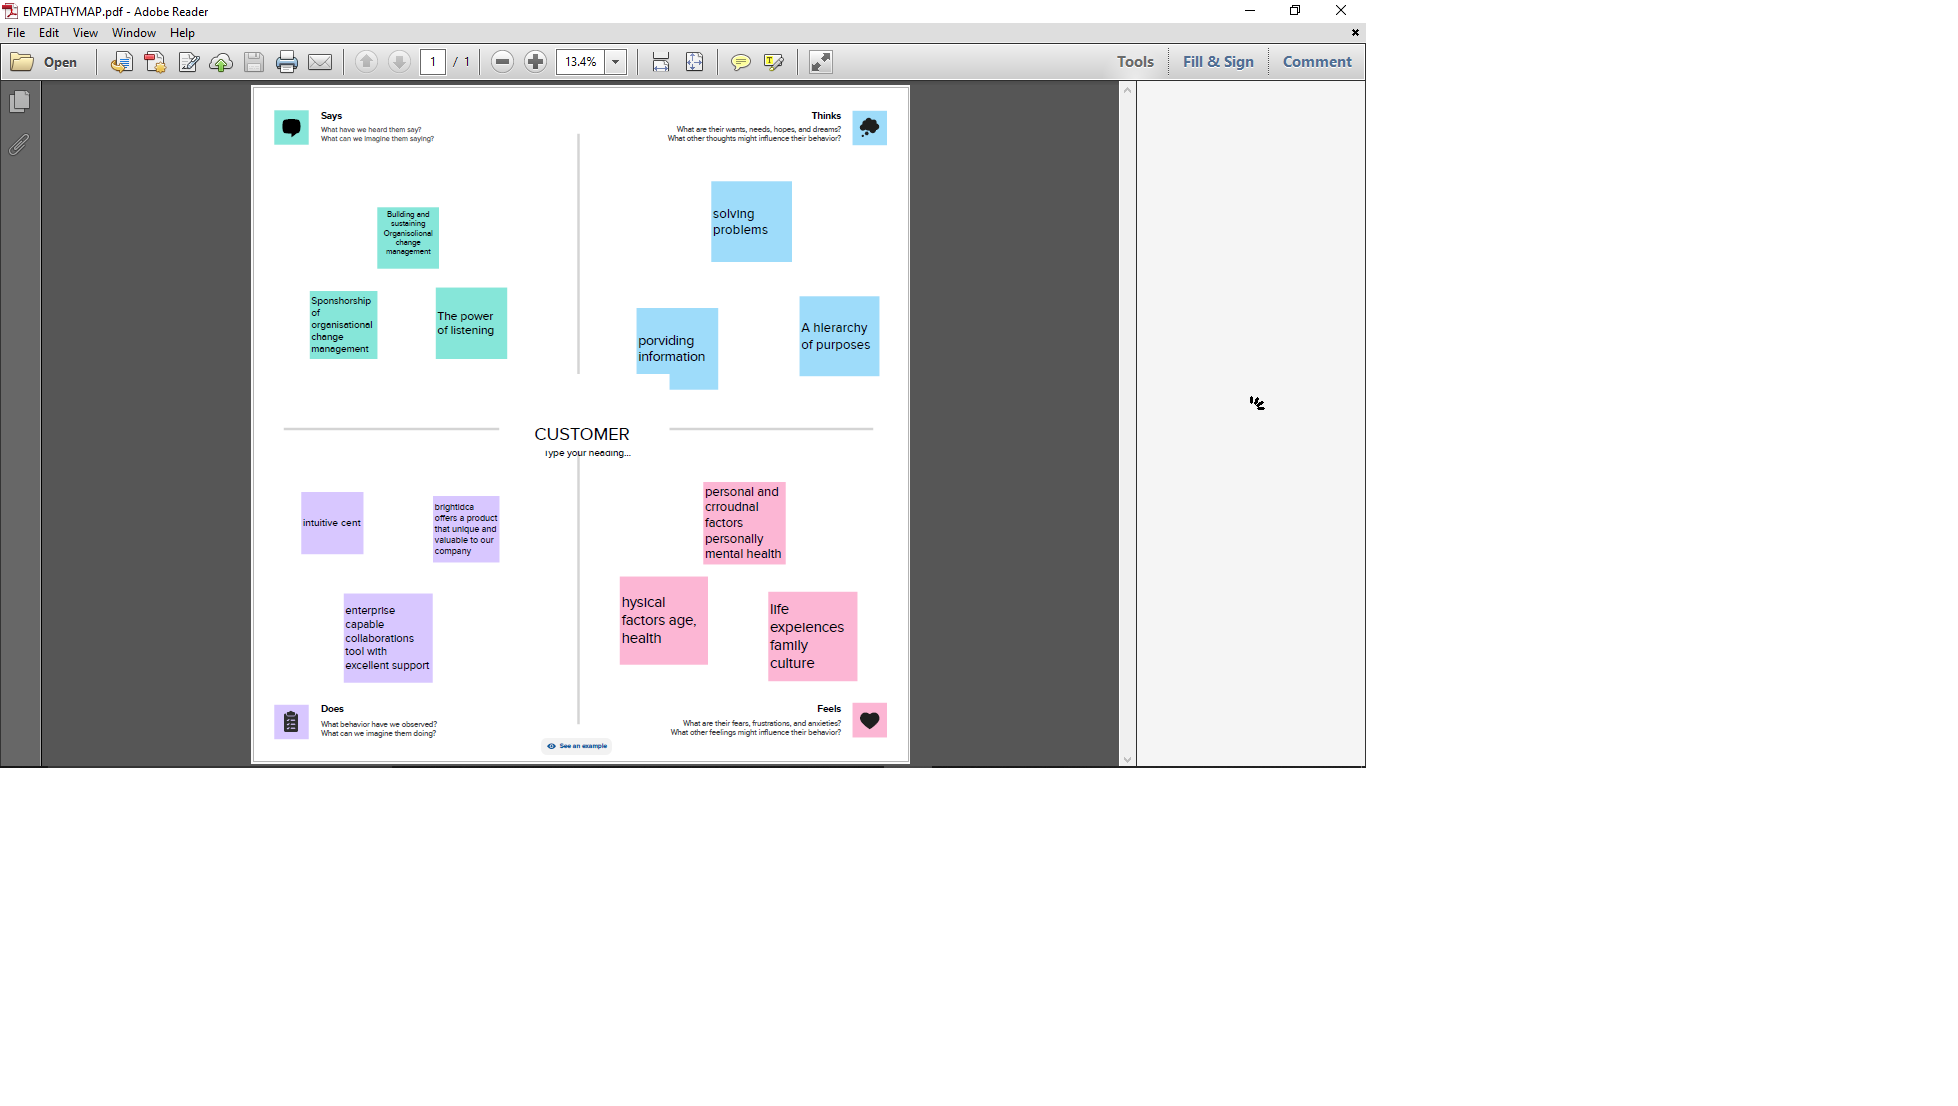 EMPATHYMAP.pdf - Adobe Reader
File Edit View Window Help
Open 1 / 1 13.4% Tools Fill & Sign Comment
Says
What have we heard them say?
What can we imagine them saying?
Thinks
What are their wants, needs, hopes, and dreams?
What other thoughts might influence their behavior?
Building and
sustaining
Organisolional
change
management
Sponshorship
of
organisational
change
management
The power
of listening
solving
problems
porviding
information
A hierarchy
of purposes
CUSTOMER
Type your heading...
intuitive cent
brightidca
offers a product
that unique and
valuable to our
company
enterprise
capable
collaborations
tool with
excellent support
personal and
crroudnal
factors
personally
mental health
hysical
factors age,
health
life
expeiences
family
culture
Does
What behavior have we observed?
What can we imagine them doing?
See an example
Feels
What are their fears, frustrations, and anxieties?
What other feelings might influence their behavior?